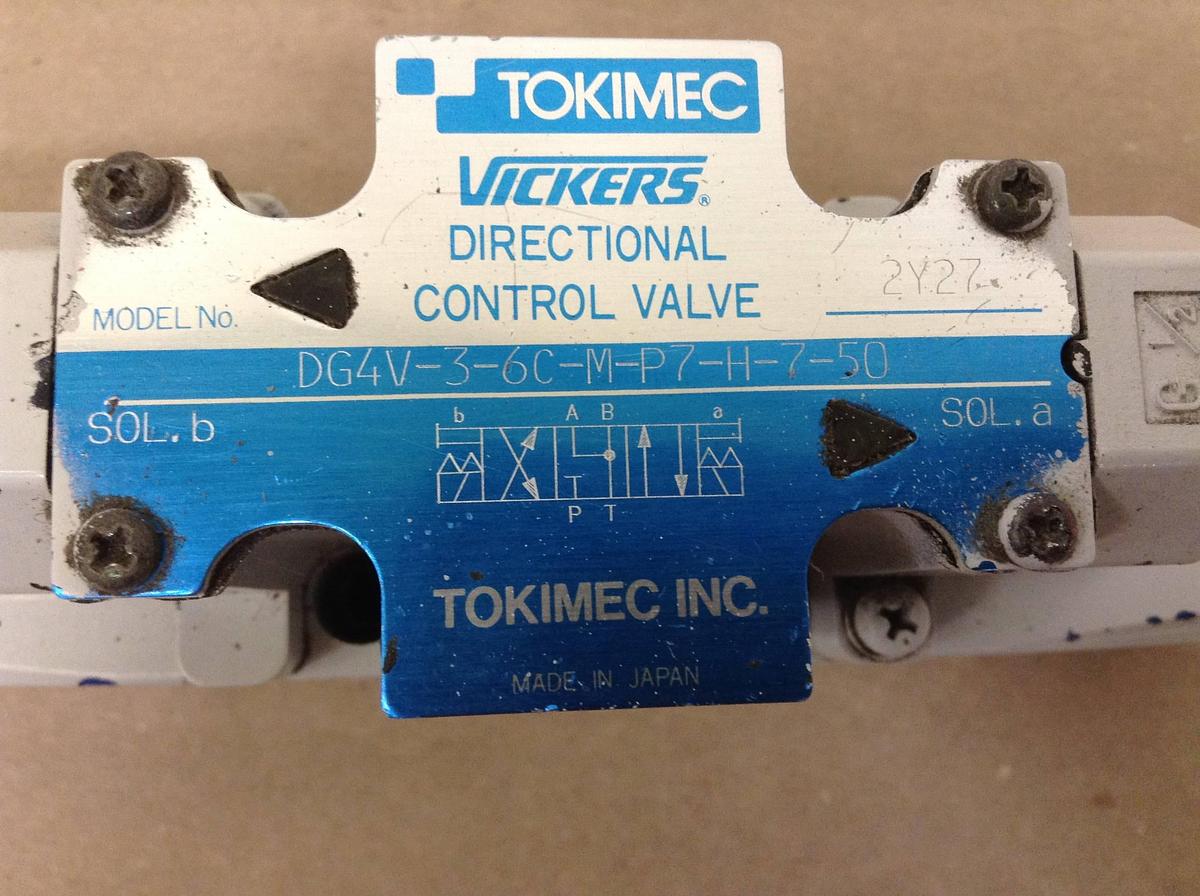 TOKIMEC
VICKERS®
DIRECTIONAL
CONTROL VALVE
2Y27
MODEL No.
DG4V-3-6C-M-P7-H-7-50
SOL. b
b A B a
SOL. a
P T
TOKIMEC INC.
MADE IN JAPAN